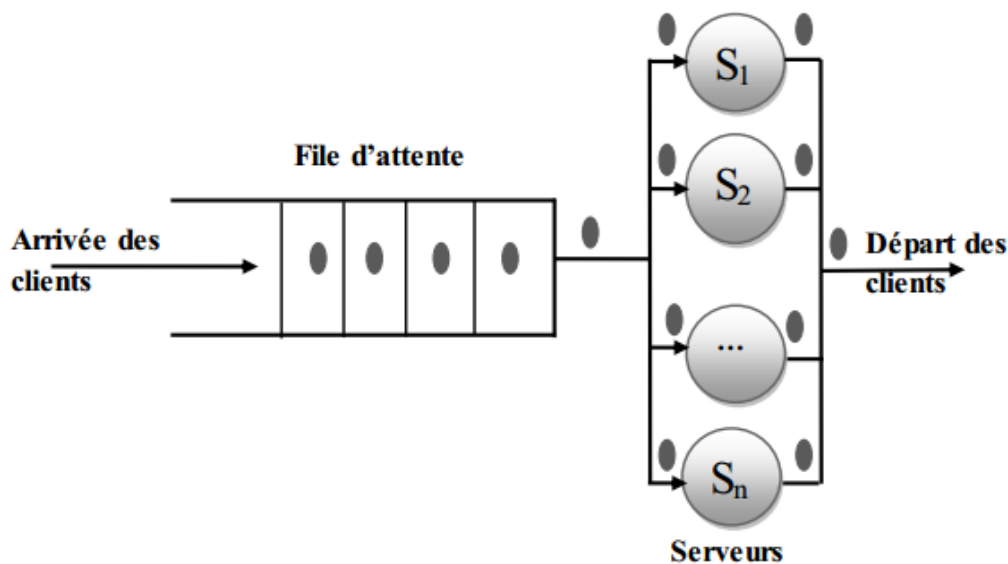 File d'attente
Arrivée des
clients
S1
S2
...
Sn
Départ des
clients
Serveurs